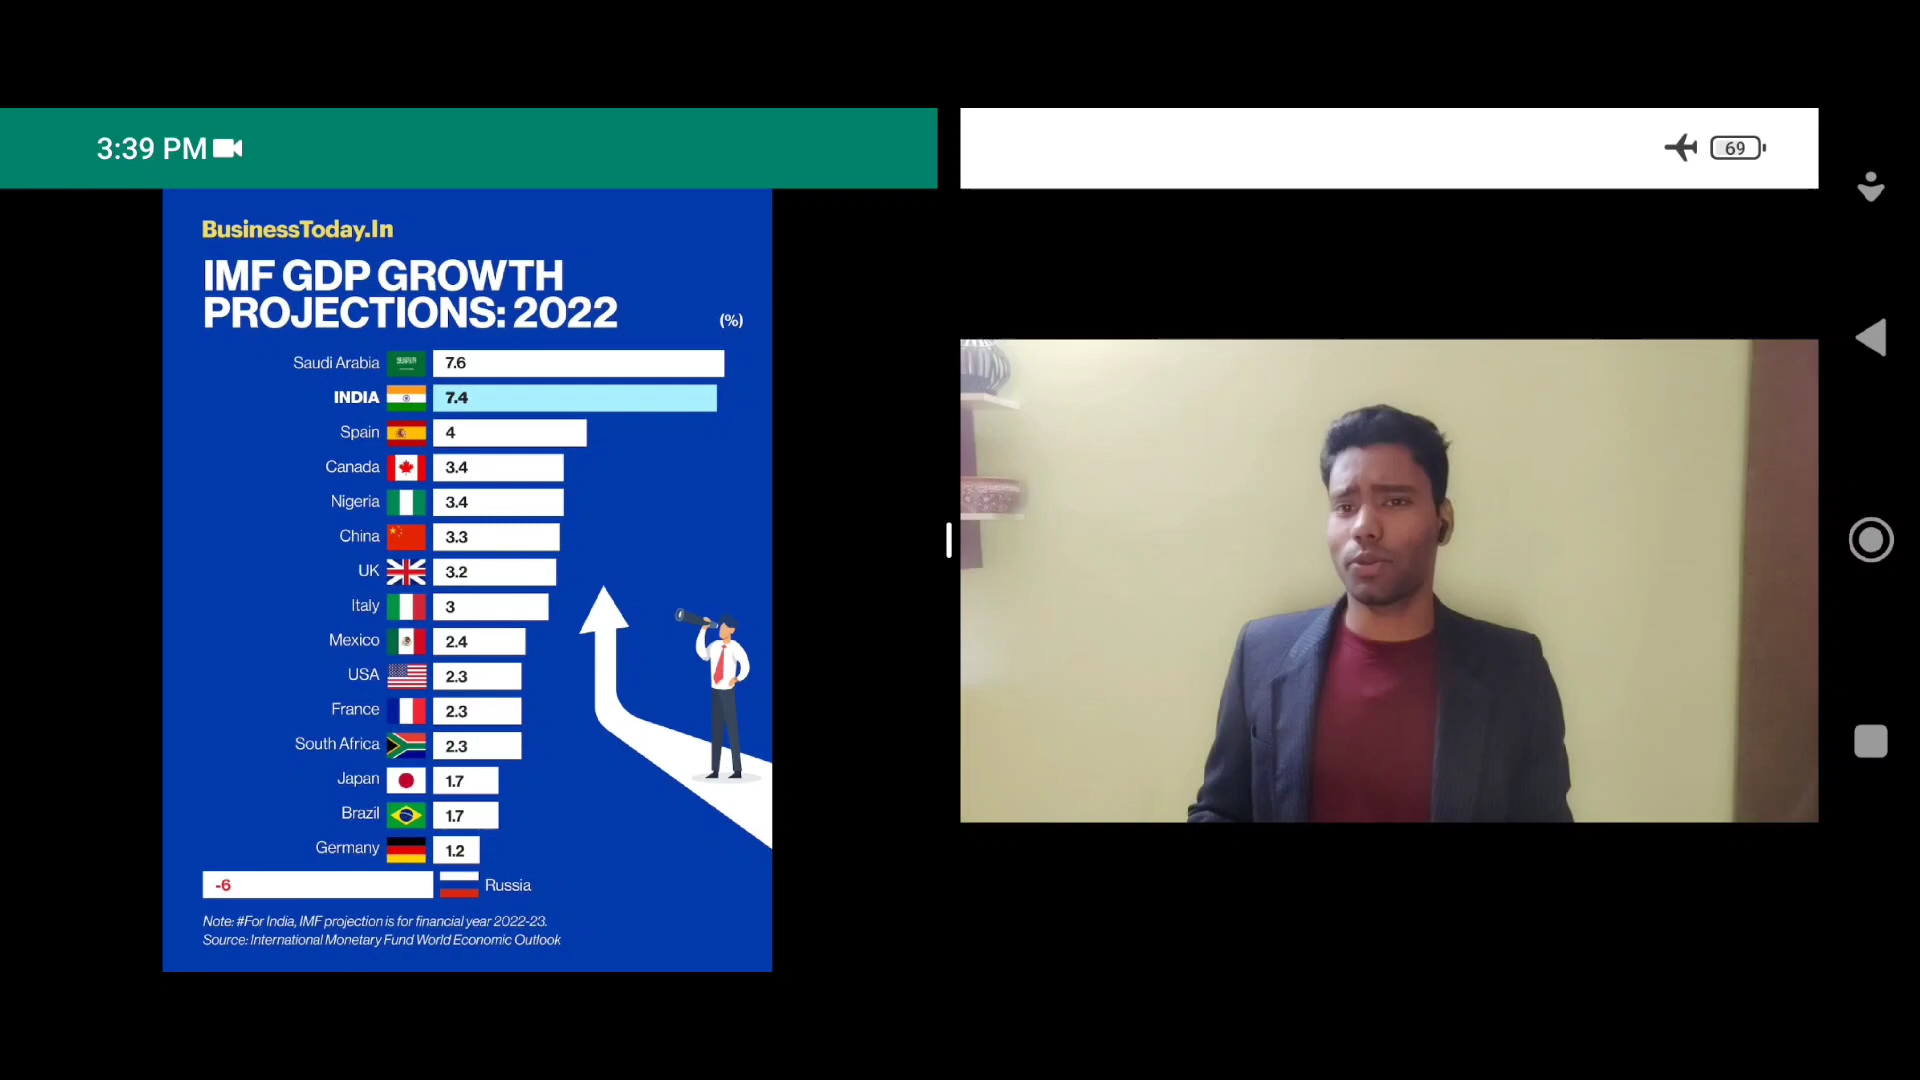 3:39 PM
69
BusinessToday.In
IMF GDP GROWTH
PROJECTIONS: 2022
(%)
Saudi Arabia 7.6
INDIA 7.4
Spain 4
Canada 3.4
Nigeria 3.4
China 3.3
UK 3.2
Italy 3
Mexico 2.4
USA 2.3
France 2.3
South Africa 2.3
Japan 1.7
Brazil 1.7
Germany 1.2
-6 Russia
Note: #For India, IMF projection is for financial year 2022-23.
Source: International Monetary Fund World Economic Outlook